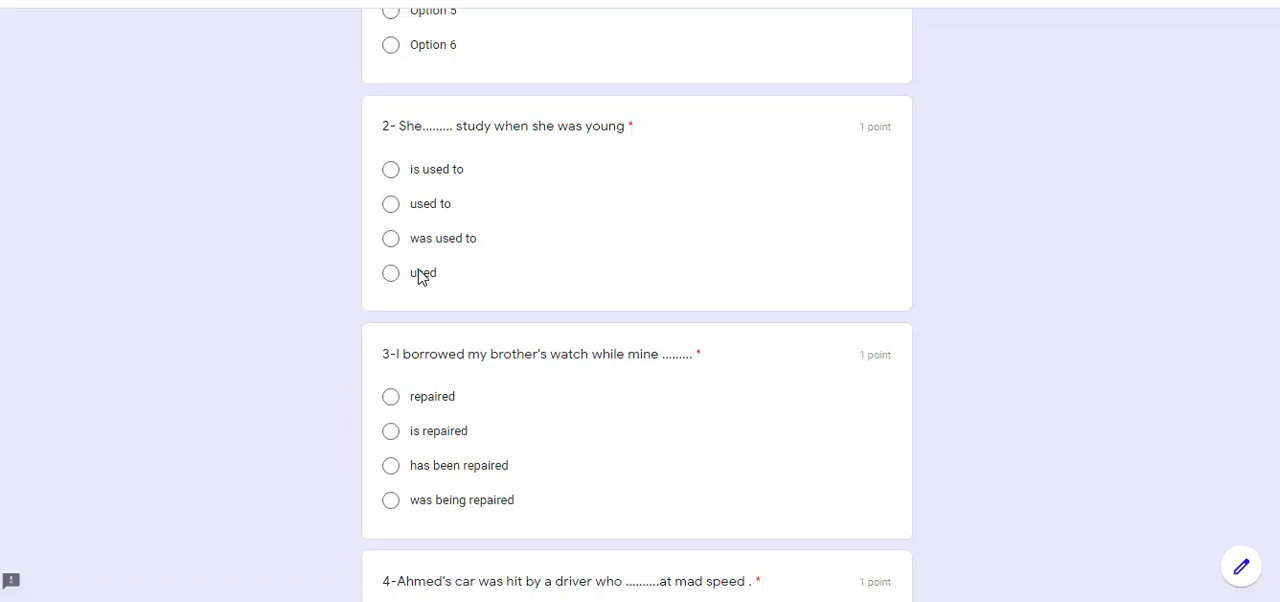 Option 5
Option 6
2- She......... study when she was young *
1 point
is used to
used to
was used to
used
3-I borrowed my brother's watch while mine ......... *
1 point
repaired
is repaired
has been repaired
was being repaired
4-Ahmed's car was hit by a driver who ..........at mad speed . *
1 point